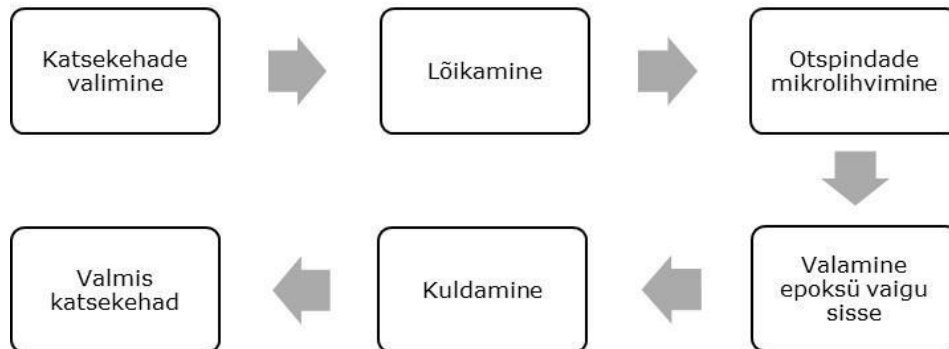 Katsekehade
valimine
Lõikamine
Otspindade
mikrolihvimine
Valamine
epoksü vaigu
sisse
Kuldamine
Valmis
katsekehad